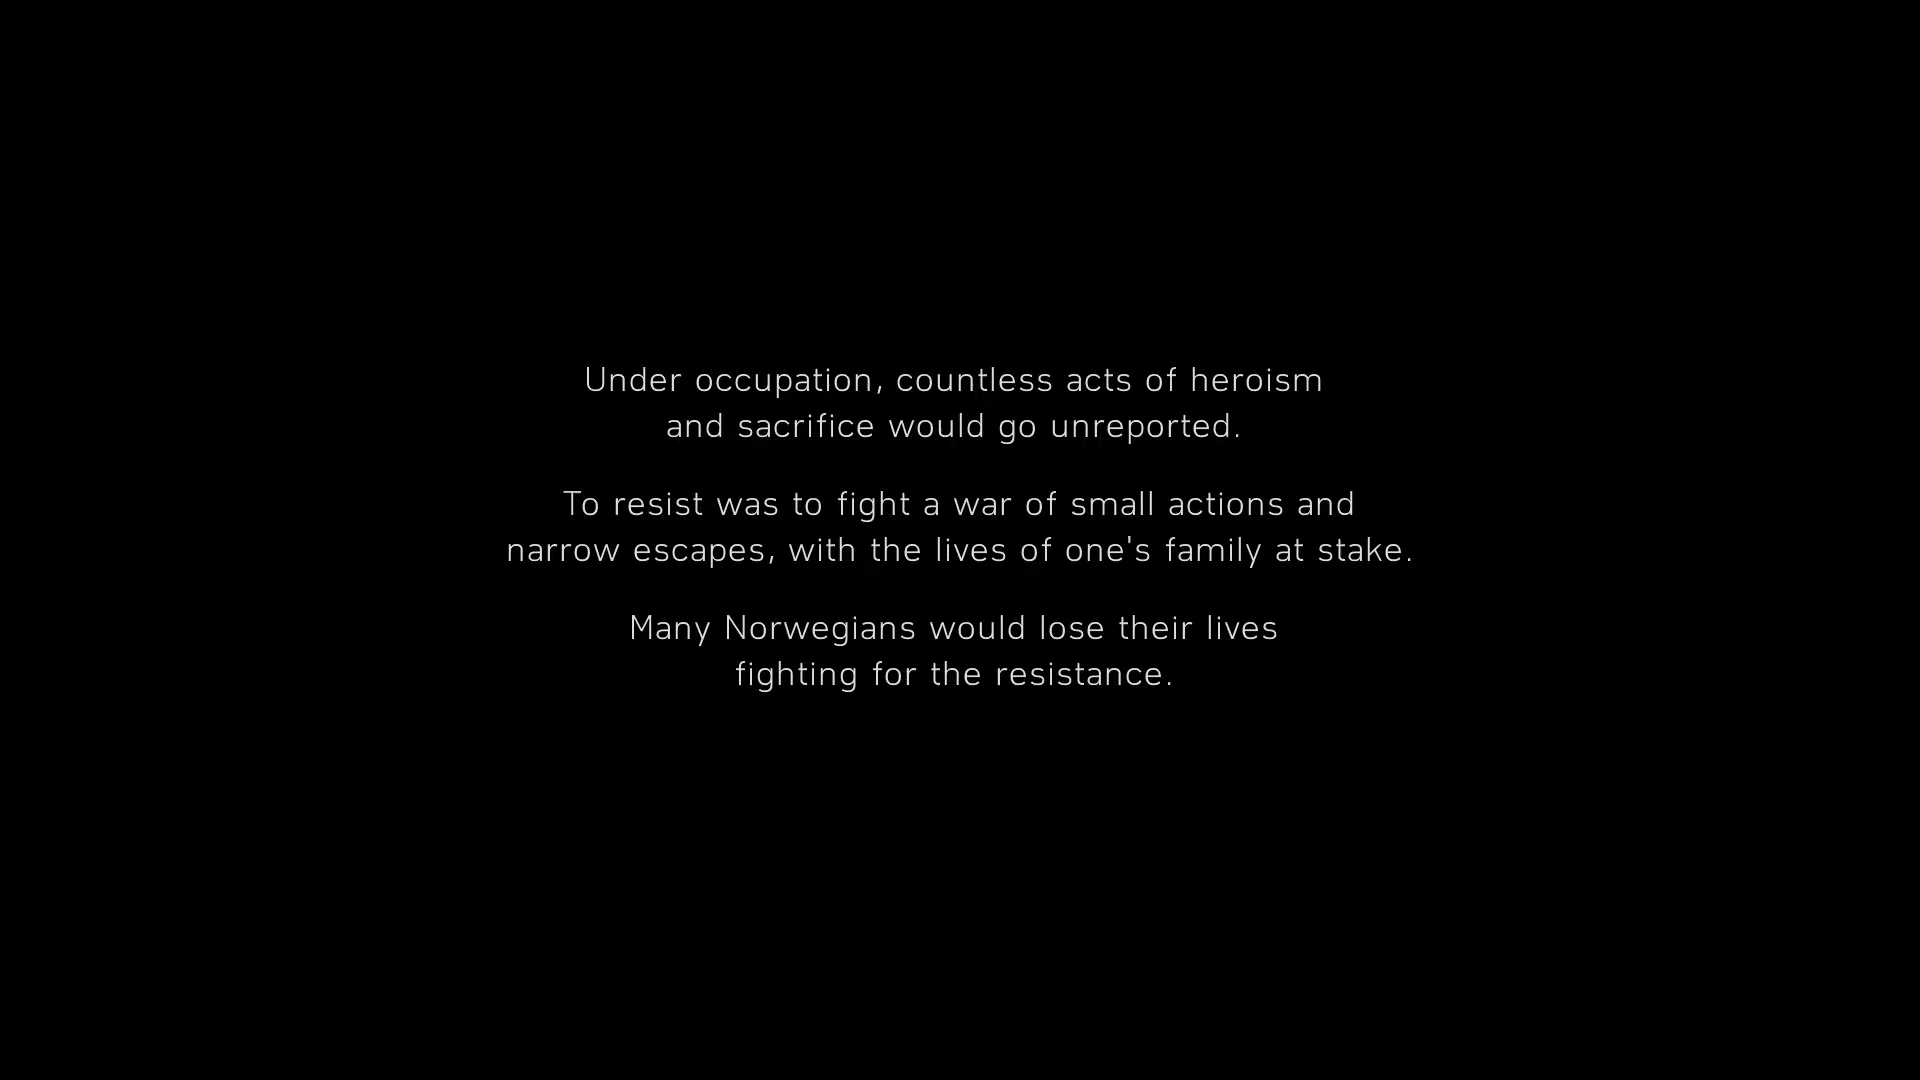 Under occupation, countless acts of heroism
and sacrifice would go unreported.
To resist was to fight a war of small actions and
narrow escapes, with the lives of one's family at stake.
Many Norwegians would lose their lives
fighting for the resistance.